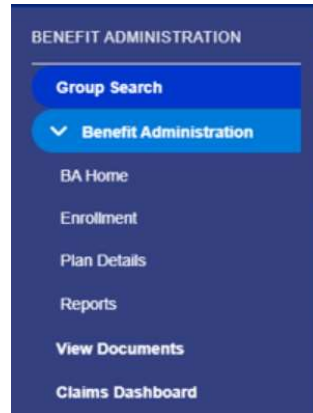 BENEFIT ADMINISTRATION
Group Search
Benefit Administration
BA Home
Enrollment
Plan Details
Reports
View Documents
Claims Dashboard